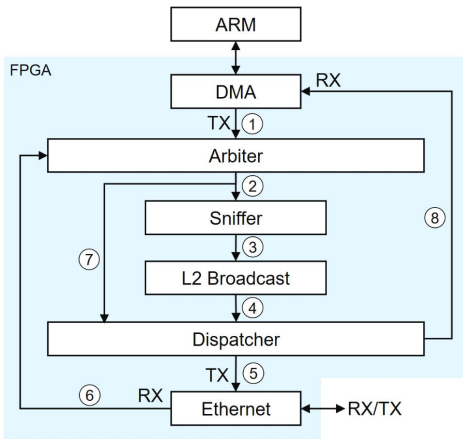 ARM
FPGA
DMA
RX
TX
1
Arbiter
2
Sniffer
8
3
7
L2 Broadcast
4
Dispatcher
TX
5
6
RX
Ethernet
RX/TX